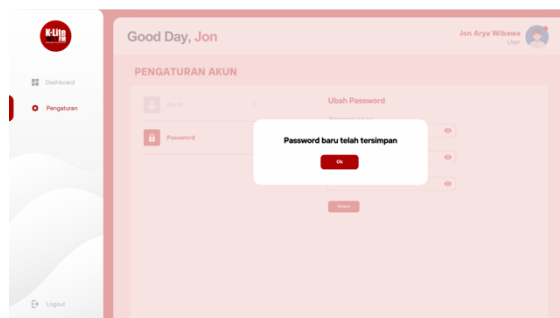 K-Lite
FM
Good Day, Jon
Jon Arya Wibawa
User
PENGATURAN AKUN
Dashboard
Pengaturan
Password
Ubah Password
Password baru telah tersimpan
Ok
Logout